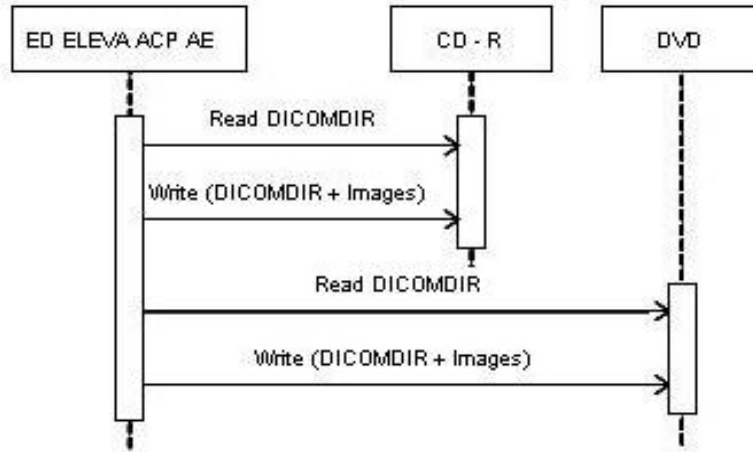 ED ELEVA ACP AE
CD - R
DVD
Read DICOMDIR
Write (DICOMDIR + Images)
Read DICOMDIR
Write (DICOMDIR + Images)